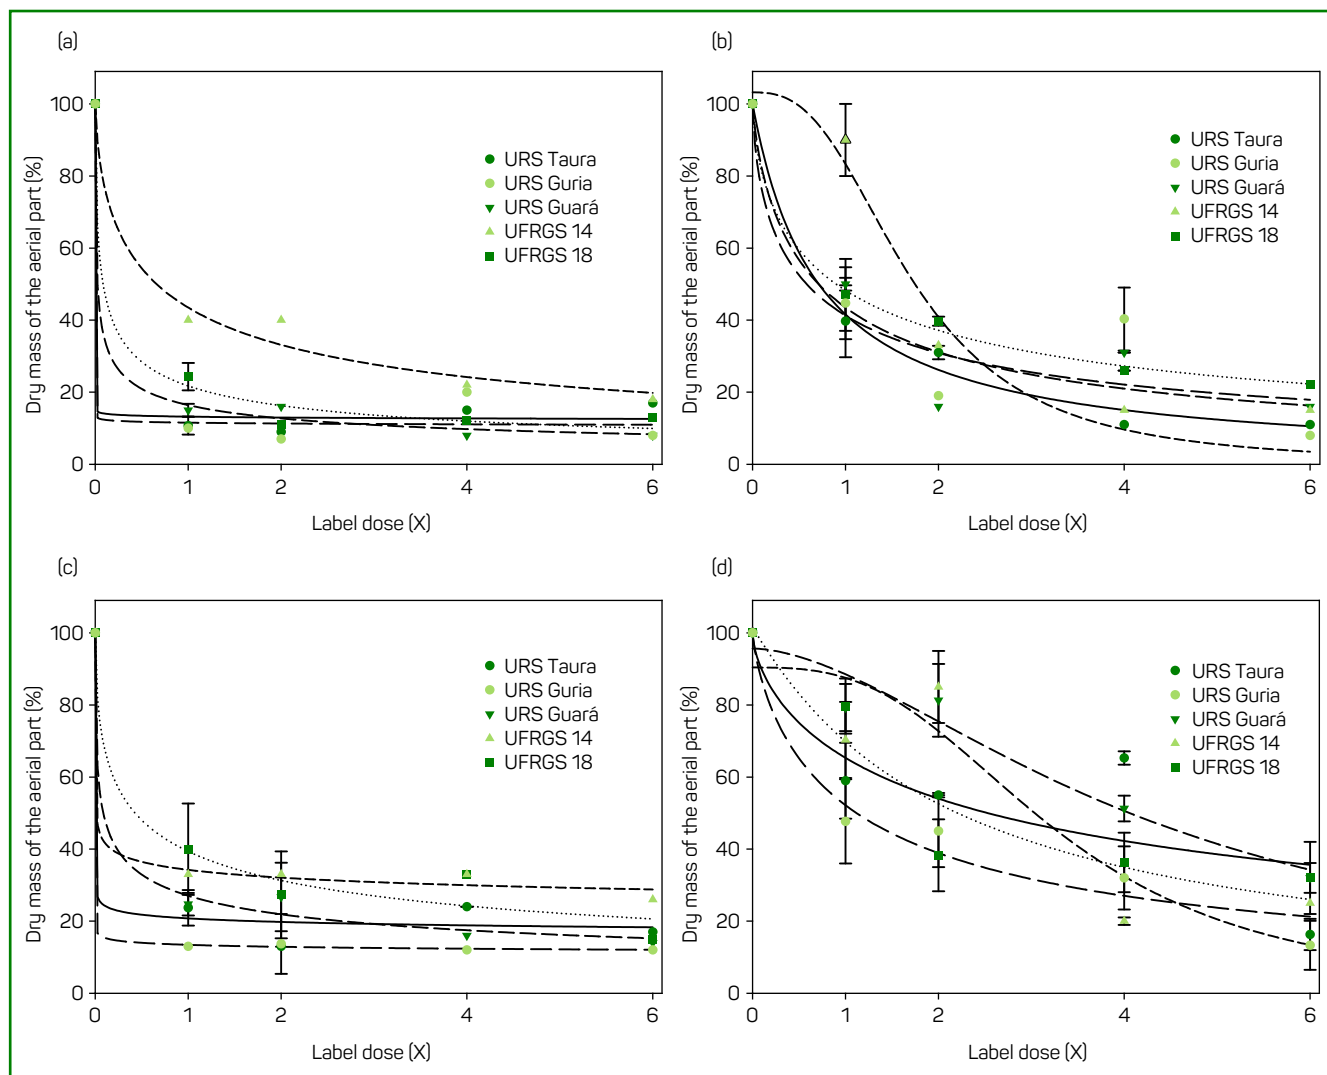 (a)
Dry mass of the aerial part (%)
100
80
60
40
20
0
URS Taura
URS Guria
URS Guará
UFRGS 14
UFRGS 18
0 1 2 4 6
Label dose (X)
(b)
Dry mass of the aerial part (%)
100
80
60
40
20
0
URS Taura
URS Guria
URS Guará
UFRGS 14
UFRGS 18
0 1 2 4 6
Label dose (X)
(c)
Dry mass of the aerial part (%)
100
80
60
40
20
0
URS Taura
URS Guria
URS Guará
UFRGS 14
UFRGS 18
0 1 2 4 6
Label dose (X)
(d)
Dry mass of the aerial part (%)
100
80
60
40
20
0
URS Taura
URS Guria
URS Guará
UFRGS 14
UFRGS 18
0 1 2 4 6
Label dose (X)